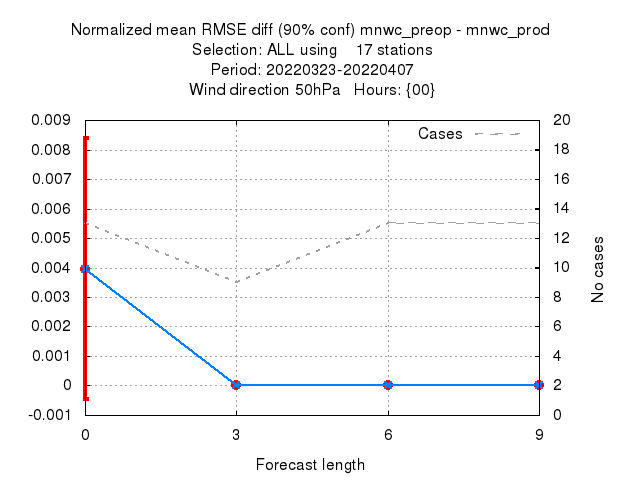 Normalized mean RMSE diff (90% conf) mnwc_preop - mnwc_prod
Selection: ALL using    17 stations
Period: 20220323-20220407
Wind direction 50hPa   Hours: {00}
Cases
0.009
0.008
0.007
0.006
0.005
0.004
0.003
0.002
0.001
0
-0.001
20
18
16
14
12
10
8
6
4
2
0
No cases
0 3 6 9
Forecast length